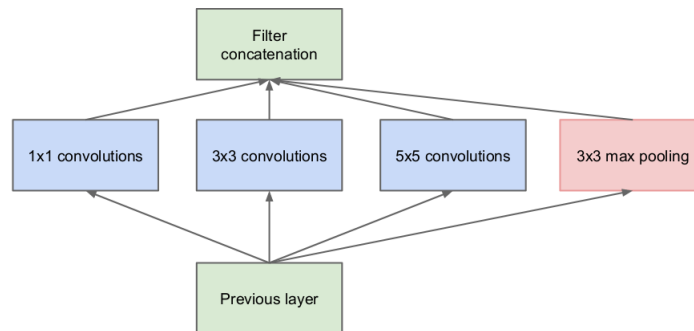 Filter
concatenation
1x1 convolutions
3x3 convolutions
5x5 convolutions
3x3 max pooling
Previous layer